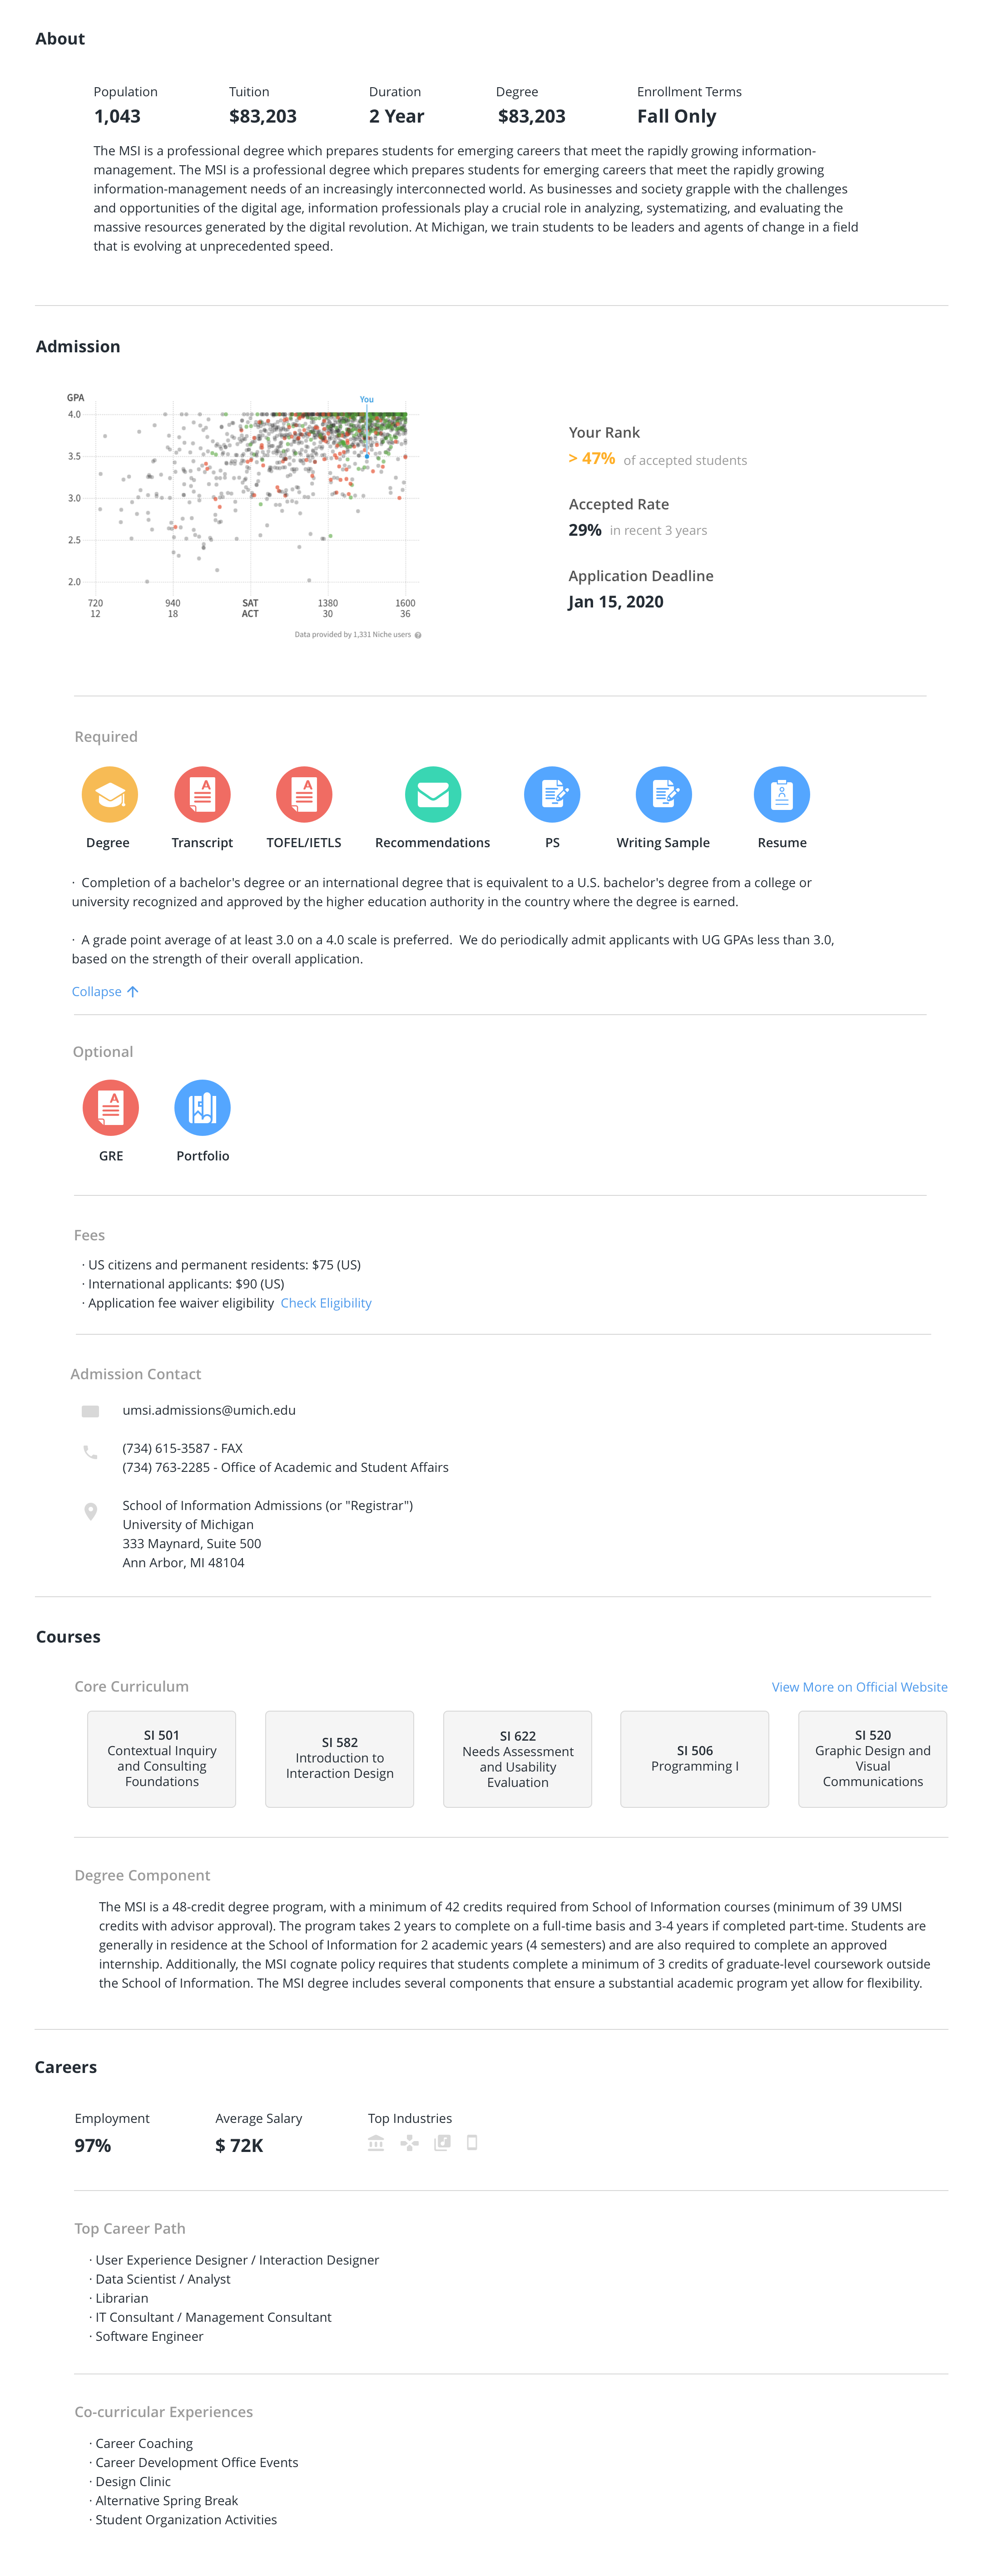 About
Population Tuition Duration Degree Enrollment Terms
1,043 $83,203 2 Year $83,203 Fall Only
The MSI is a professional degree which prepares students for emerging careers that meet the rapidly growing information-
management. The MSI is a professional degree which prepares students for emerging careers that meet the rapidly growing
information-management needs of an increasingly interconnected world. As businesses and society grapple with the challenges
and opportunities of the digital age, information professionals play a crucial role in analyzing, systematizing, and evaluating the
massive resources generated by the digital revolution. At Michigan, we train students to be leaders and agents of change in a field
that is evolving at unprecedented speed.
Admission
GPA
You
4.0
3.5
3.0
2.5
2.0
720 940 SAT 1380 1600
12 18 ACT 30 36
Data provided by 1,331 Niche users ?
Your Rank
> 47% of accepted students
Accepted Rate
29% in recent 3 years
Application Deadline
Jan 15, 2020
Required
A A
Degree Transcript TOFEL/IETLS Recommendations PS Writing Sample Resume
· Completion of a bachelor's degree or an international degree that is equivalent to a U.S. bachelor's degree from a college or
university recognized and approved by the higher education authority in the country where the degree is earned.
· A grade point average of at least 3.0 on a 4.0 scale is preferred. We do periodically admit applicants with UG GPAs less than 3.0,
based on the strength of their overall application.
Collapse
Optional
A
GRE Portfolio
Fees
· US citizens and permanent residents: $75 (US)
· International applicants: $90 (US)
· Application fee waiver eligibility Check Eligibility
Admission Contact
umsi.admissions@umich.edu
(734) 615-3587 - FAX
(734) 763-2285 - Office of Academic and Student Affairs
School of Information Admissions (or "Registrar")
University of Michigan
333 Maynard, Suite 500
Ann Arbor, MI 48104
Courses
Core Curriculum View More on Official Website
SI 501
Contextual Inquiry
and Consulting
Foundations
SI 582
Introduction to
Interaction Design
SI 622
Needs Assessment
and Usability
Evaluation
SI 506
Programming I
SI 520
Graphic Design and
Visual
Communications
Degree Component
The MSI is a 48-credit degree program, with a minimum of 42 credits required from School of Information courses (minimum of 39 UMSI
credits with advisor approval). The program takes 2 years to complete on a full-time basis and 3-4 years if completed part-time. Students are
generally in residence at the School of Information for 2 academic years (4 semesters) and are also required to complete an approved
internship. Additionally, the MSI cognate policy requires that students complete a minimum of 3 credits of graduate-level coursework outside
the School of Information. The MSI degree includes several components that ensure a substantial academic program yet allow for flexibility.
Careers
Employment Average Salary Top Industries
97% $ 72K
Top Career Path
· User Experience Designer / Interaction Designer
· Data Scientist / Analyst
· Librarian
· IT Consultant / Management Consultant
· Software Engineer
Co-curricular Experiences
· Career Coaching
· Career Development Office Events
· Design Clinic
· Alternative Spring Break
· Student Organization Activities